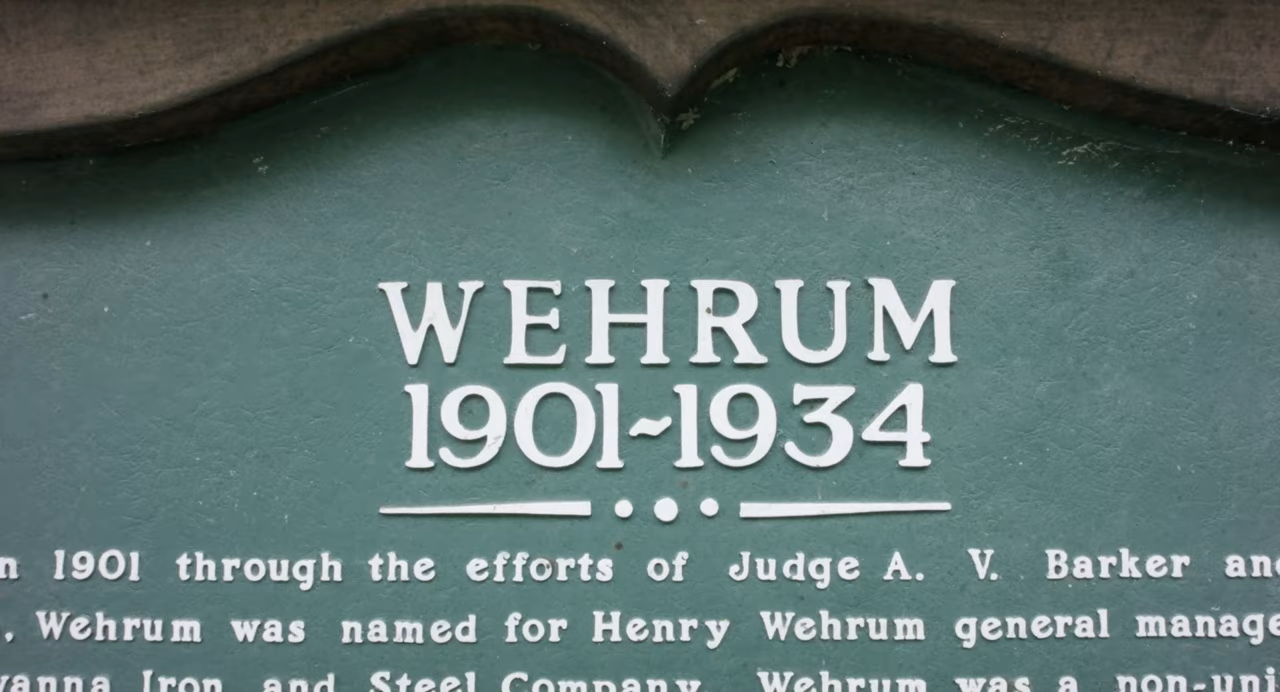 WEHRUM
1901~1934
1901 through the efforts of Judge A. V. Barker
Wehrum was named for Henry Wehrum general
Iron and Steel Company. Wehrum was a